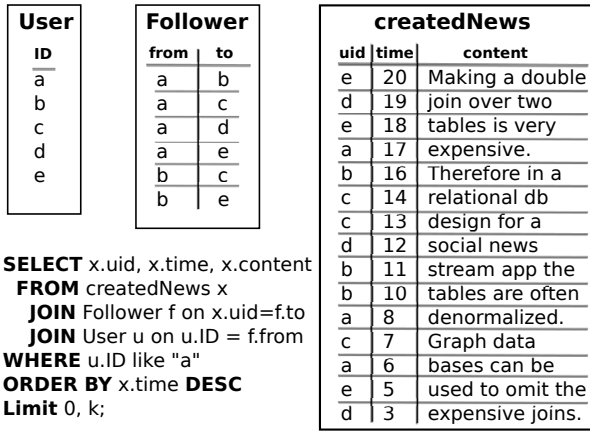 User
ID
a
b
c
d
e
Follower
from to
a b
a c
a d
a e
b c
b e
SELECT x.uid, x.time, x.content
FROM createdNews x
JOIN Follower f on x.uid=f.to
JOIN User u on u.ID = f.from
WHERE u.ID like "a"
ORDER BY x.time DESC
Limit 0, k;
createdNews
uid time content
e 20 Making a double
d 19 join over two
e 18 tables is very
a 17 expensive.
b 16 Therefore in a
c 14 relational db
c 13 design for a
d 12 social news
b 11 stream app the
b 10 tables are often
a 8 denormalized.
c 7 Graph data
a 6 bases can be
e 5 used to omit the
d 3 expensive joins.